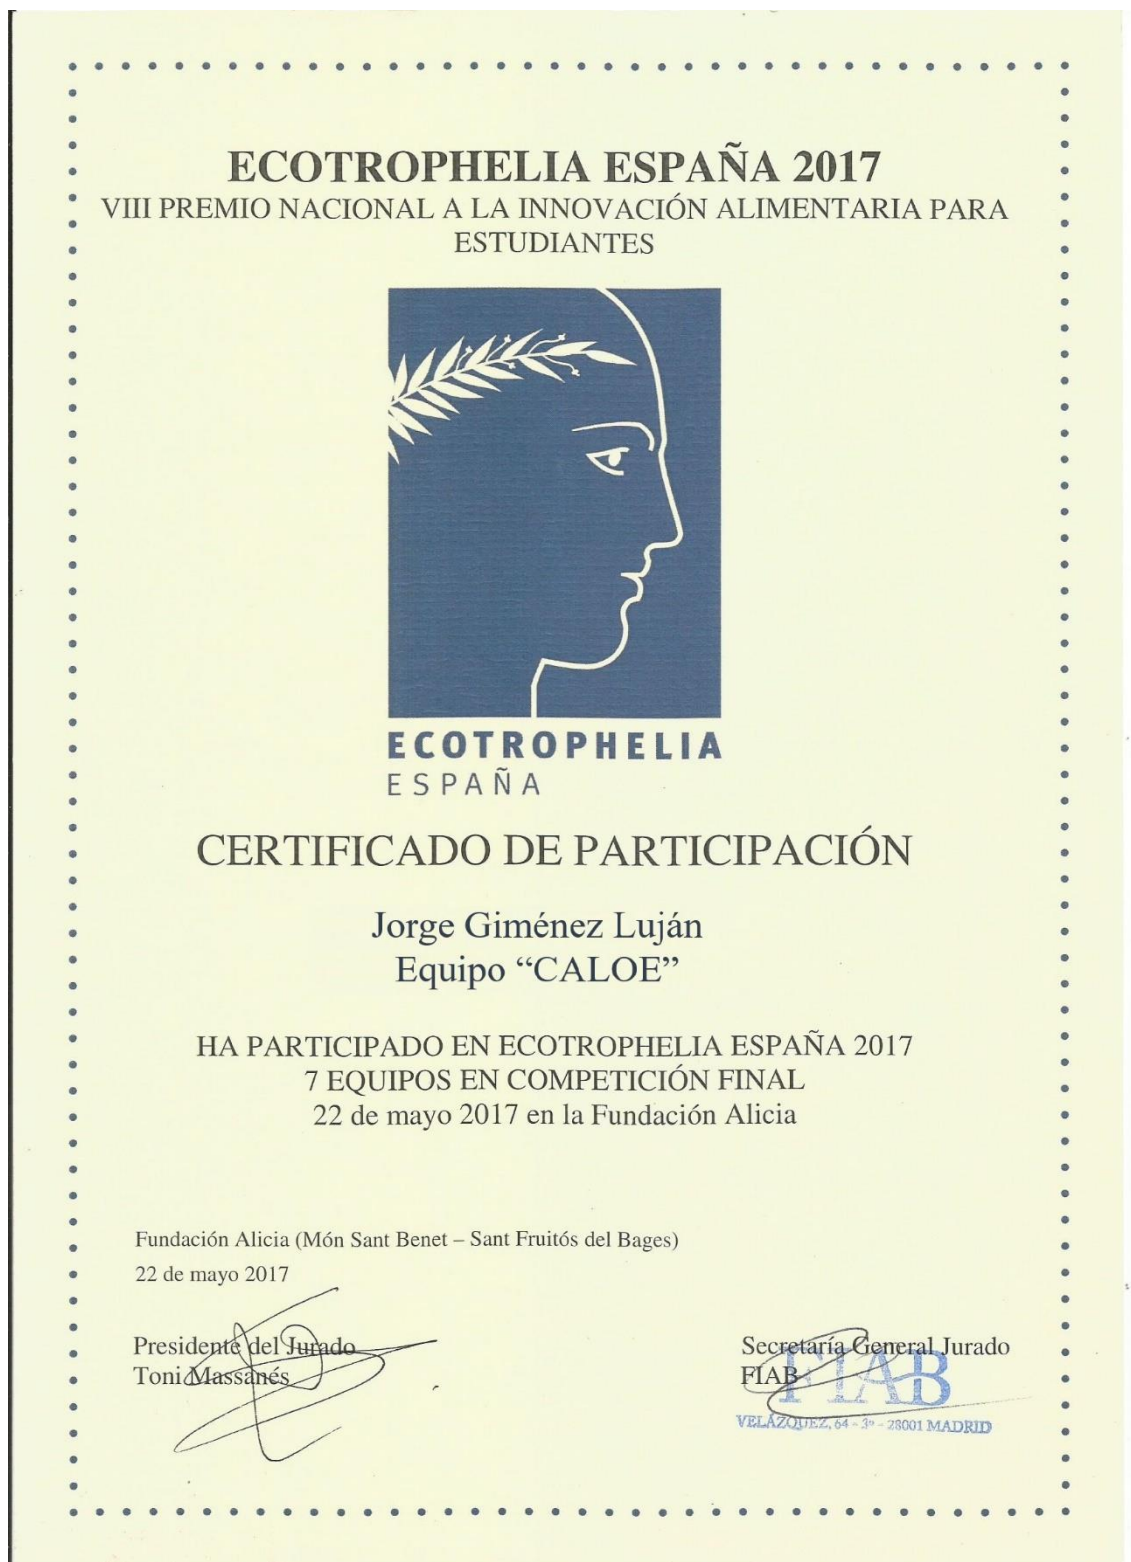 ECOTROPHELIA ESPAÑA 2017
VIII PREMIO NACIONAL A LA INNOVACIÓN ALIMENTARIA PARA
ESTUDIANTES
ECOTROPHELIA
ESPAÑA
CERTIFICADO DE PARTICIPACIÓN
Jorge Giménez Luján
Equipo “CALOE”
HA PARTICIPADO EN ECOTROPHELIA ESPAÑA 2017
7 EQUIPOS EN COMPETICIÓN FINAL
22 de mayo 2017 en la Fundación Alicia
Fundación Alicia (Món Sant Benet – Sant Fruitós del Bages)
22 de mayo 2017
Presidente del Jurado
Toni Massanés
Secretaría General Jurado
FIAB
FIAB
VELÁZQUEZ, 64 - 3º - 28001 MADRID